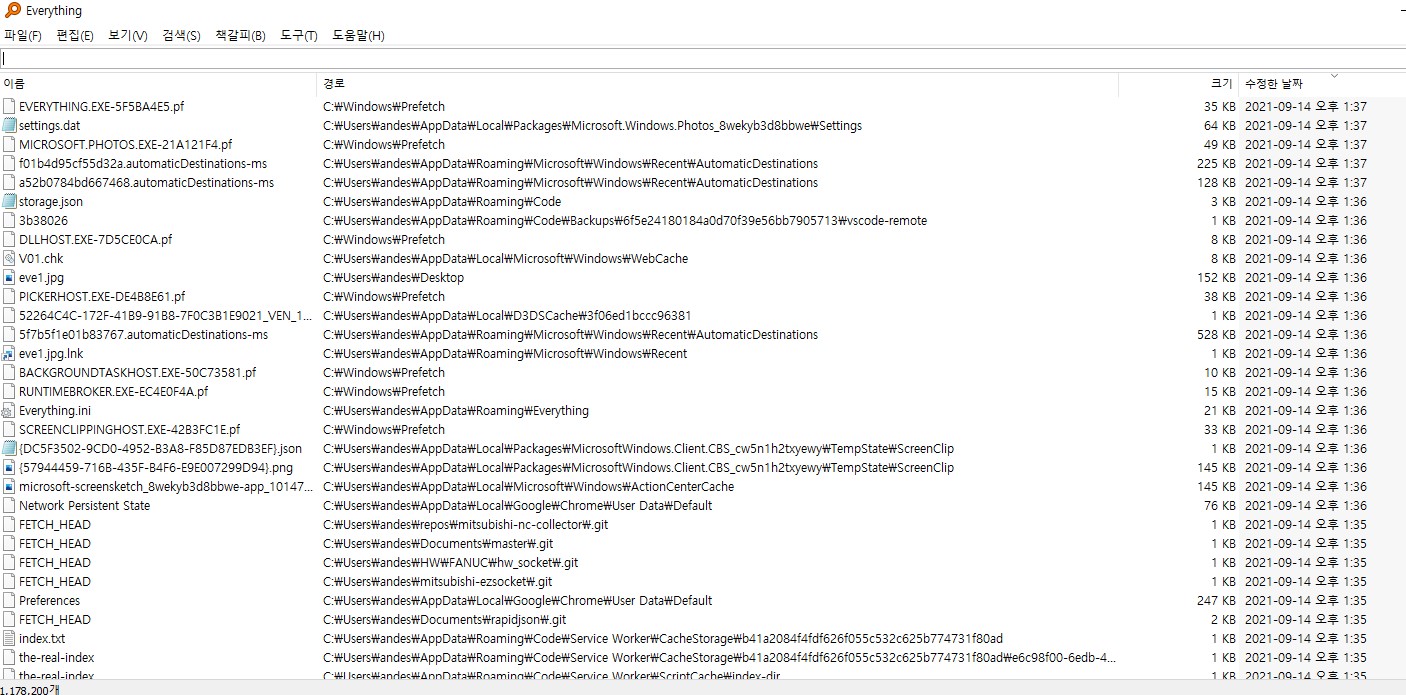 Everything
파일(F) 편집(E) 보기(V) 검색(S) 책갈피(B) 도구(T) 도움말(H)
이름 경로 크기 수정한 날짜
EVERYTHING.EXE-5F5BA4E5.pf C:₩Windows₩Prefetch 35 KB 2021-09-14 오후 1:37
settings.dat C:₩Users₩andes₩AppData₩Local₩Packages₩Microsoft.Windows.Photos_8wekyb3d8bbwe₩Settings 64 KB 2021-09-14 오후 1:37
MICROSOFT.PHOTOS.EXE-21A121F4.pf C:₩Windows₩Prefetch 49 KB 2021-09-14 오후 1:37
f01b4d95cf55d32a.automaticDestinations-ms C:₩Users₩andes₩AppData₩Roaming₩Microsoft₩Windows₩Recent₩AutomaticDestinations 225 KB 2021-09-14 오후 1:37
a52b0784bd667468.automaticDestinations-ms C:₩Users₩andes₩AppData₩Roaming₩Microsoft₩Windows₩Recent₩AutomaticDestinations 128 KB 2021-09-14 오후 1:37
storage.json C:₩Users₩andes₩AppData₩Roaming₩Code 3 KB 2021-09-14 오후 1:36
3b38026 C:₩Users₩andes₩AppData₩Roaming₩Code₩Backups₩6f5e24180184a0d70f39e56bb7905713₩vscode-remote 1 KB 2021-09-14 오후 1:36
DLLHOST.EXE-7D5CE0CA.pf C:₩Windows₩Prefetch 8 KB 2021-09-14 오후 1:36
V01.chk C:₩Users₩andes₩AppData₩Local₩Microsoft₩Windows₩WebCache 8 KB 2021-09-14 오후 1:36
eve1.jpg C:₩Users₩andes₩Desktop 152 KB 2021-09-14 오후 1:36
PICKERHOST.EXE-DE4B8E61.pf C:₩Windows₩Prefetch 38 KB 2021-09-14 오후 1:36
52264C4C-172F-41B9-91B8-7F0C3B1E9021_VEN_1... C:₩Users₩andes₩AppData₩Local₩D3DSCache₩3f06ed1bccc96381 1 KB 2021-09-14 오후 1:36
5f7b5f1e01b83767.automaticDestinations-ms C:₩Users₩andes₩AppData₩Roaming₩Microsoft₩Windows₩Recent₩AutomaticDestinations 528 KB 2021-09-14 오후 1:36
eve1.jpg.lnk C:₩Users₩andes₩AppData₩Roaming₩Microsoft₩Windows₩Recent 1 KB 2021-09-14 오후 1:36
BACKGROUNDTASKHOST.EXE-50C73581.pf C:₩Windows₩Prefetch 10 KB 2021-09-14 오후 1:36
RUNTIMEBROKER.EXE-EC4E0F4A.pf C:₩Windows₩Prefetch 15 KB 2021-09-14 오후 1:36
Everything.ini C:₩Users₩andes₩AppData₩Roaming₩Everything 21 KB 2021-09-14 오후 1:36
SCREENCLIPPINGHOST.EXE-42B3FC1E.pf C:₩Windows₩Prefetch 33 KB 2021-09-14 오후 1:36
{DC5F3502-9CD0-4952-B3A8-F85D87EDB3EF}.json C:₩Users₩andes₩AppData₩Local₩Packages₩MicrosoftWindows.Client.CBS_cw5n1h2txyewy₩TempState₩ScreenClip 1 KB 2021-09-14 오후 1:36
{57944459-716B-435F-B4F6-E9E007299D94}.png C:₩Users₩andes₩AppData₩Local₩Packages₩MicrosoftWindows.Client.CBS_cw5n1h2txyewy₩TempState₩ScreenClip 145 KB 2021-09-14 오후 1:36
microsoft-screensketch_8wekyb3d8bbwe-app_10147... C:₩Users₩andes₩AppData₩Local₩Microsoft₩Windows₩ActionCenterCache 145 KB 2021-09-14 오후 1:36
Network Persistent State C:₩Users₩andes₩AppData₩Local₩Google₩Chrome₩User Data₩Default 76 KB 2021-09-14 오후 1:36
FETCH_HEAD C:₩Users₩andes₩repos₩mitsubishi-nc-collector₩.git 1 KB 2021-09-14 오후 1:35
FETCH_HEAD C:₩Users₩andes₩Documents₩master₩.git 1 KB 2021-09-14 오후 1:35
FETCH_HEAD C:₩Users₩andes₩HW₩FANUC₩hw_socket₩.git 1 KB 2021-09-14 오후 1:35
FETCH_HEAD C:₩Users₩andes₩mitsubishi-ezsocket₩.git 1 KB 2021-09-14 오후 1:35
Preferences C:₩Users₩andes₩AppData₩Local₩Google₩Chrome₩User Data₩Default 247 KB 2021-09-14 오후 1:35
FETCH_HEAD C:₩Users₩andes₩Documents₩rapidjson₩.git 2 KB 2021-09-14 오후 1:35
index.txt C:₩Users₩andes₩AppData₩Roaming₩Code₩Service Worker₩CacheStorage₩b41a2084f4fdf626f055c532c625b774731f80ad 1 KB 2021-09-14 오후 1:35
the-real-index C:₩Users₩andes₩AppData₩Roaming₩Code₩Service Worker₩CacheStorage₩b41a2084f4fdf626f055c532c625b774731f80ad₩e6c98f00-6edb-4... 1 KB 2021-09-14 오후 1:35
the-real-index C:₩Users₩andes₩AppData₩Roaming₩Code₩Service Worker₩ScriptCache₩index-dir 1 KB 2021-09-14 오후 1:35
1,178,200개